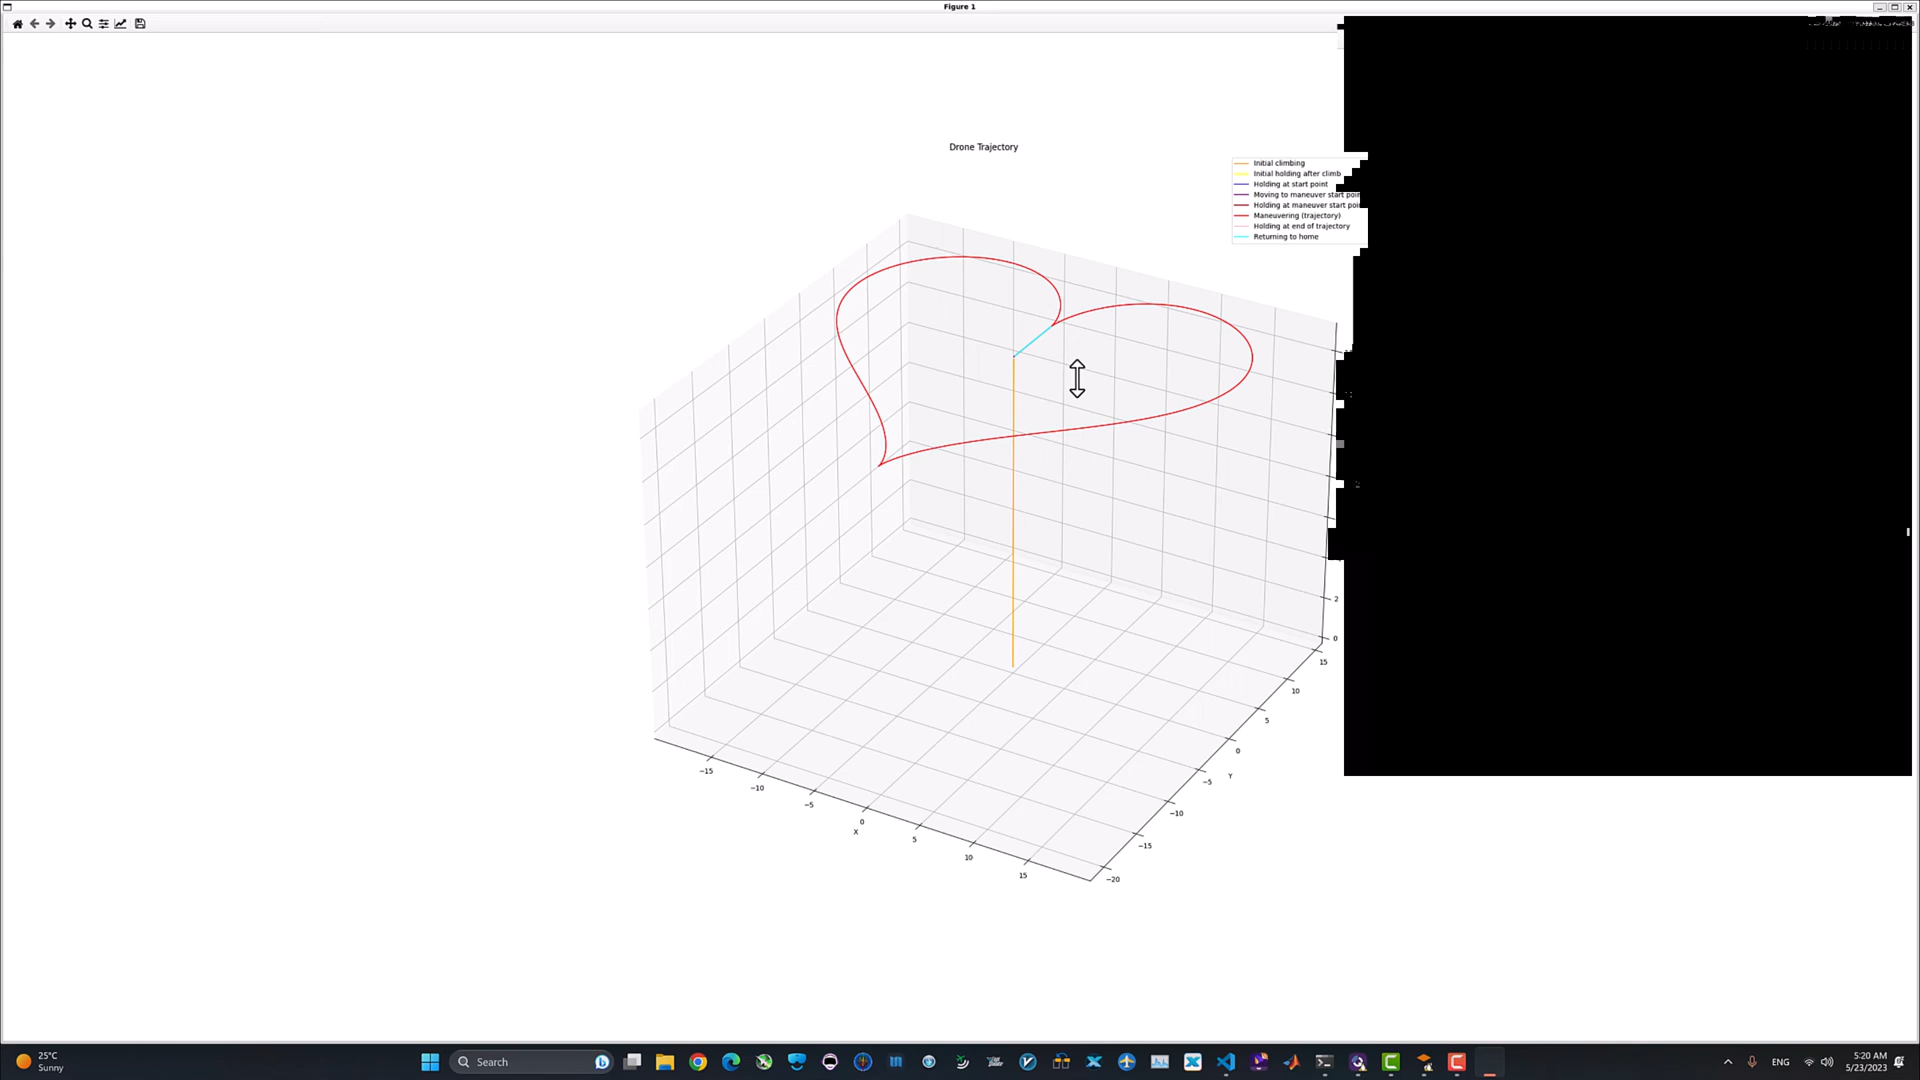 Figure 1
Drone Trajectory
Initial climbing
Initial holding after climb
Holding at start point
Moving to maneuver start
Holding at maneuver start
Maneuvering (trajectory)
Holding at end of trajectory
Returning to home
2
0
15
10
5
0
−5
−10
−15
−20
Y
−15
−10
−5
0
5
10
15
X
25°C
Sunny
Search
ENG
5:20 AM
5/23/2023